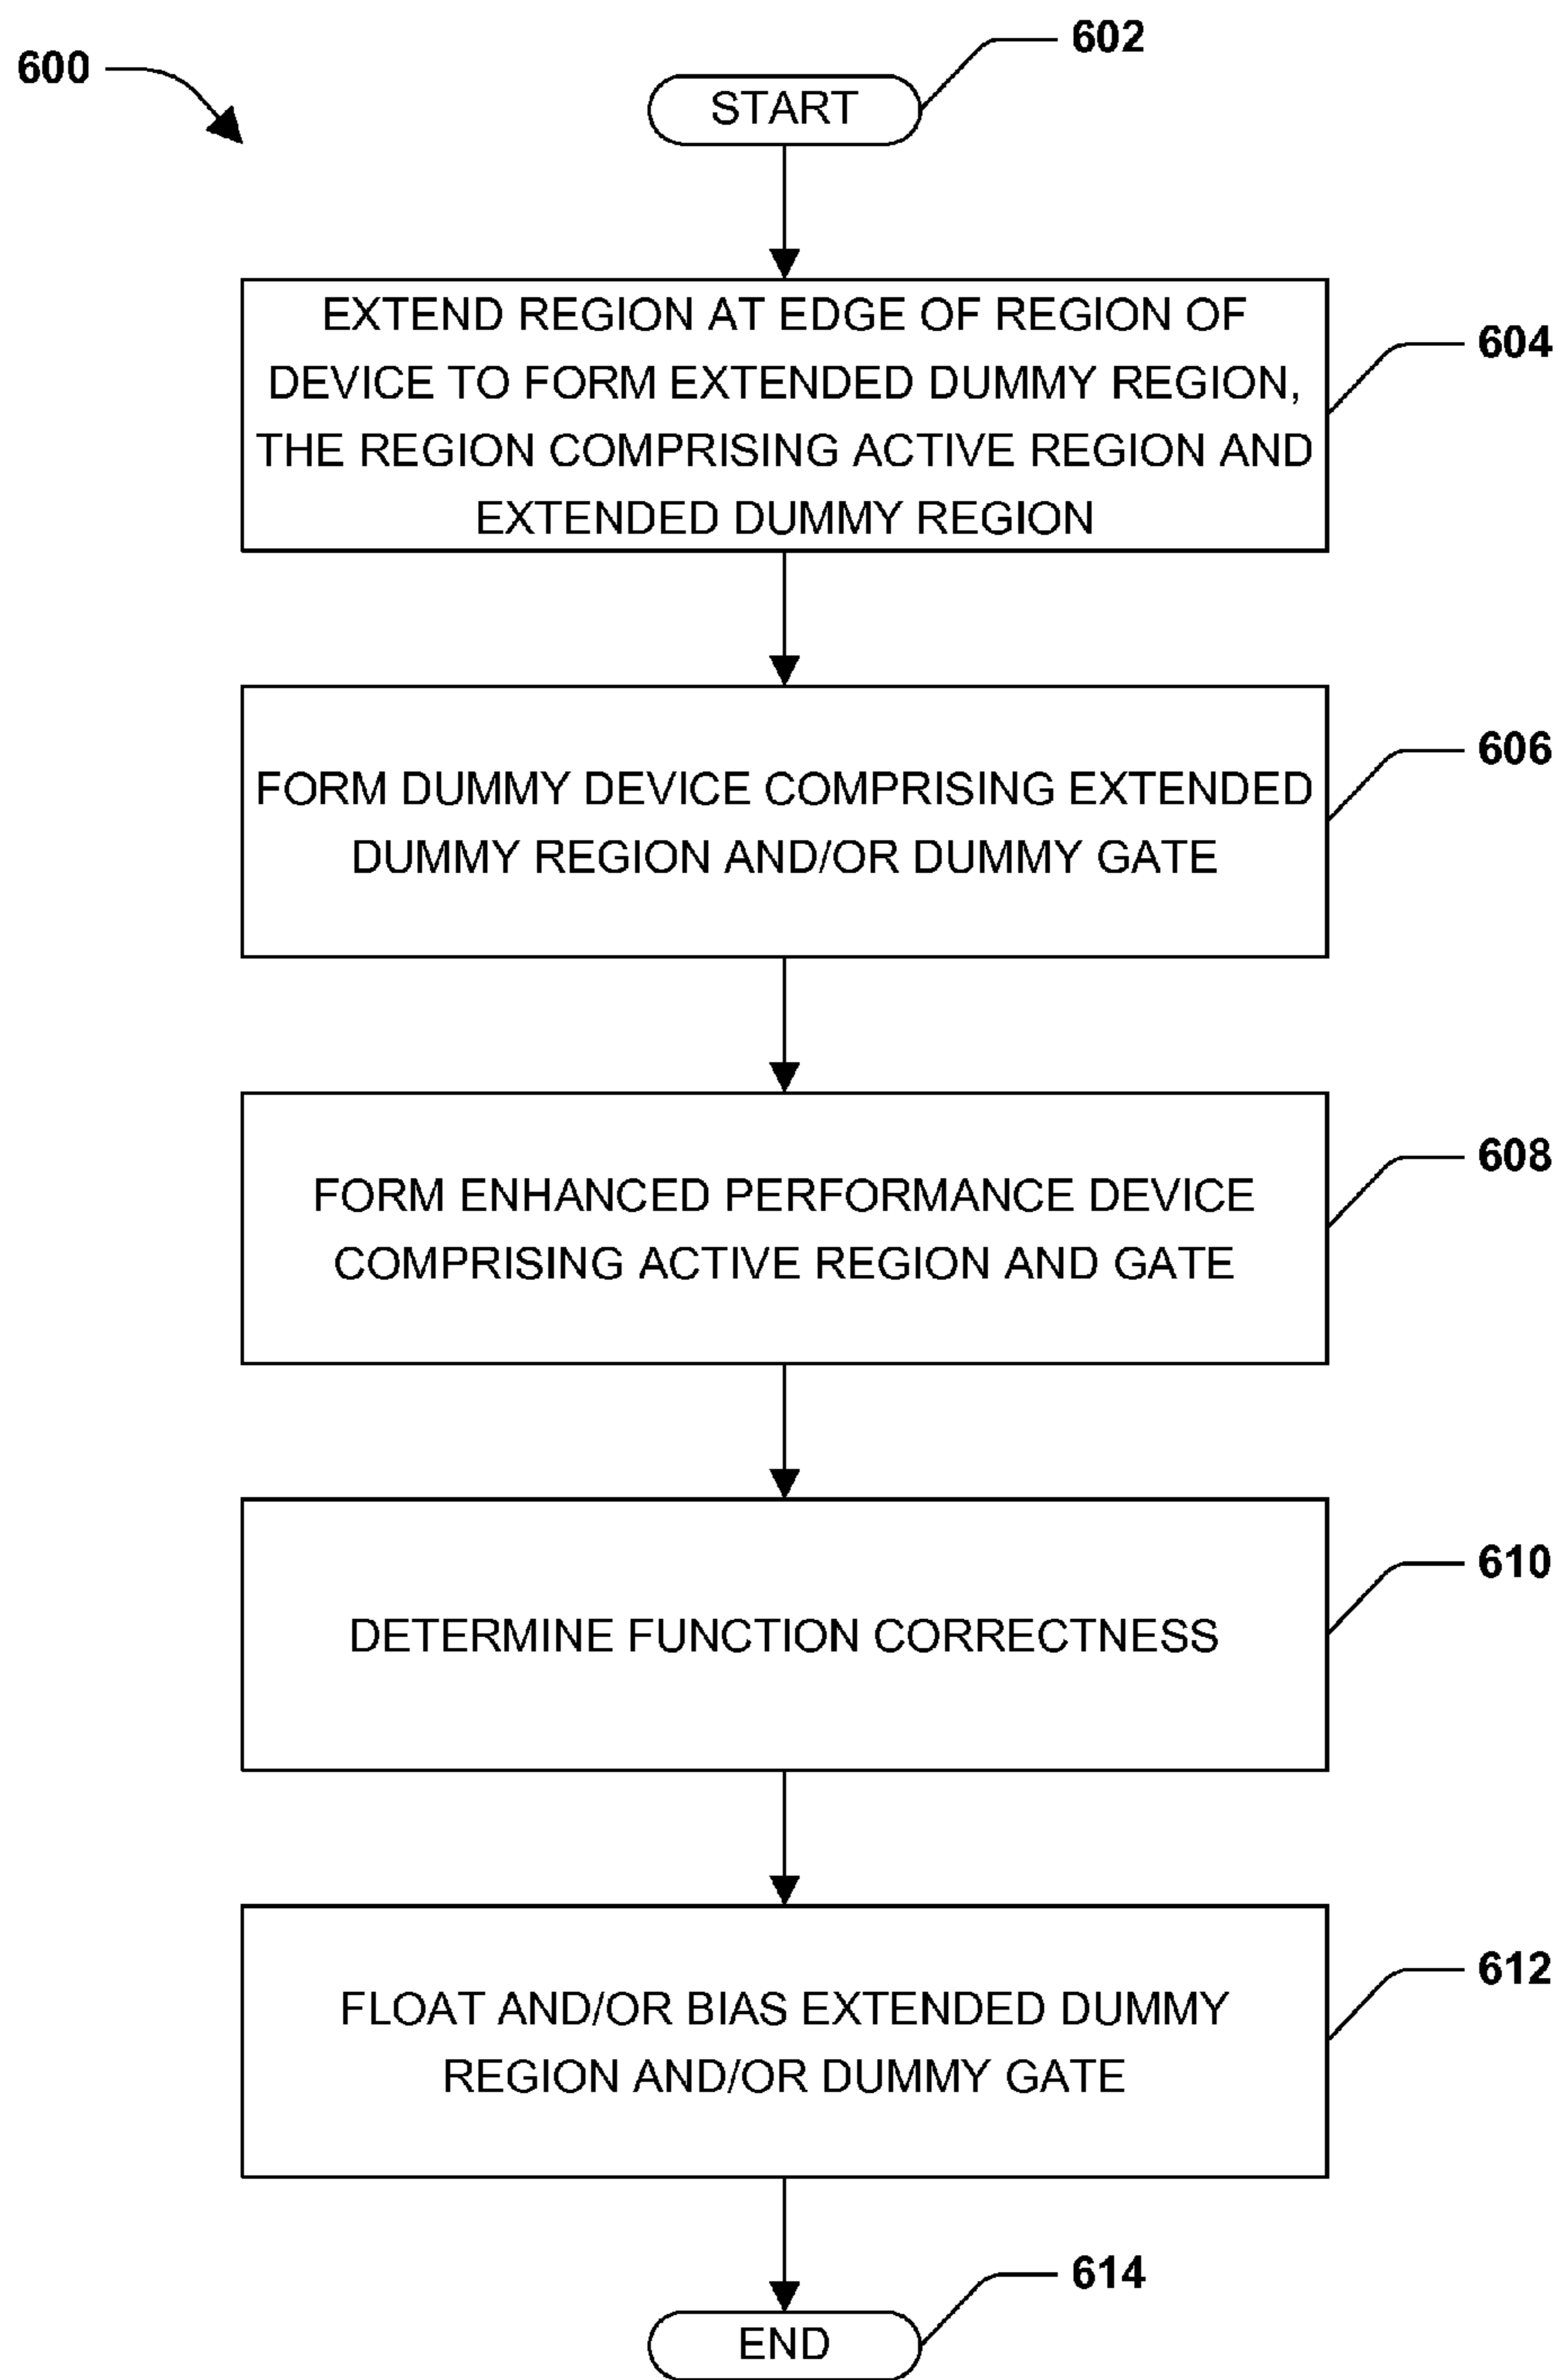 600
602
START
EXTEND REGION AT EDGE OF REGION OF
DEVICE TO FORM EXTENDED DUMMY REGION,
THE REGION COMPRISING ACTIVE REGION AND
EXTENDED DUMMY REGION
604
FORM DUMMY DEVICE COMPRISING EXTENDED
DUMMY REGION AND/OR DUMMY GATE
606
FORM ENHANCED PERFORMANCE DEVICE
COMPRISING ACTIVE REGION AND GATE
608
DETERMINE FUNCTION CORRECTNESS
610
FLOAT AND/OR BIAS EXTENDED DUMMY
REGION AND/OR DUMMY GATE
612
END
614